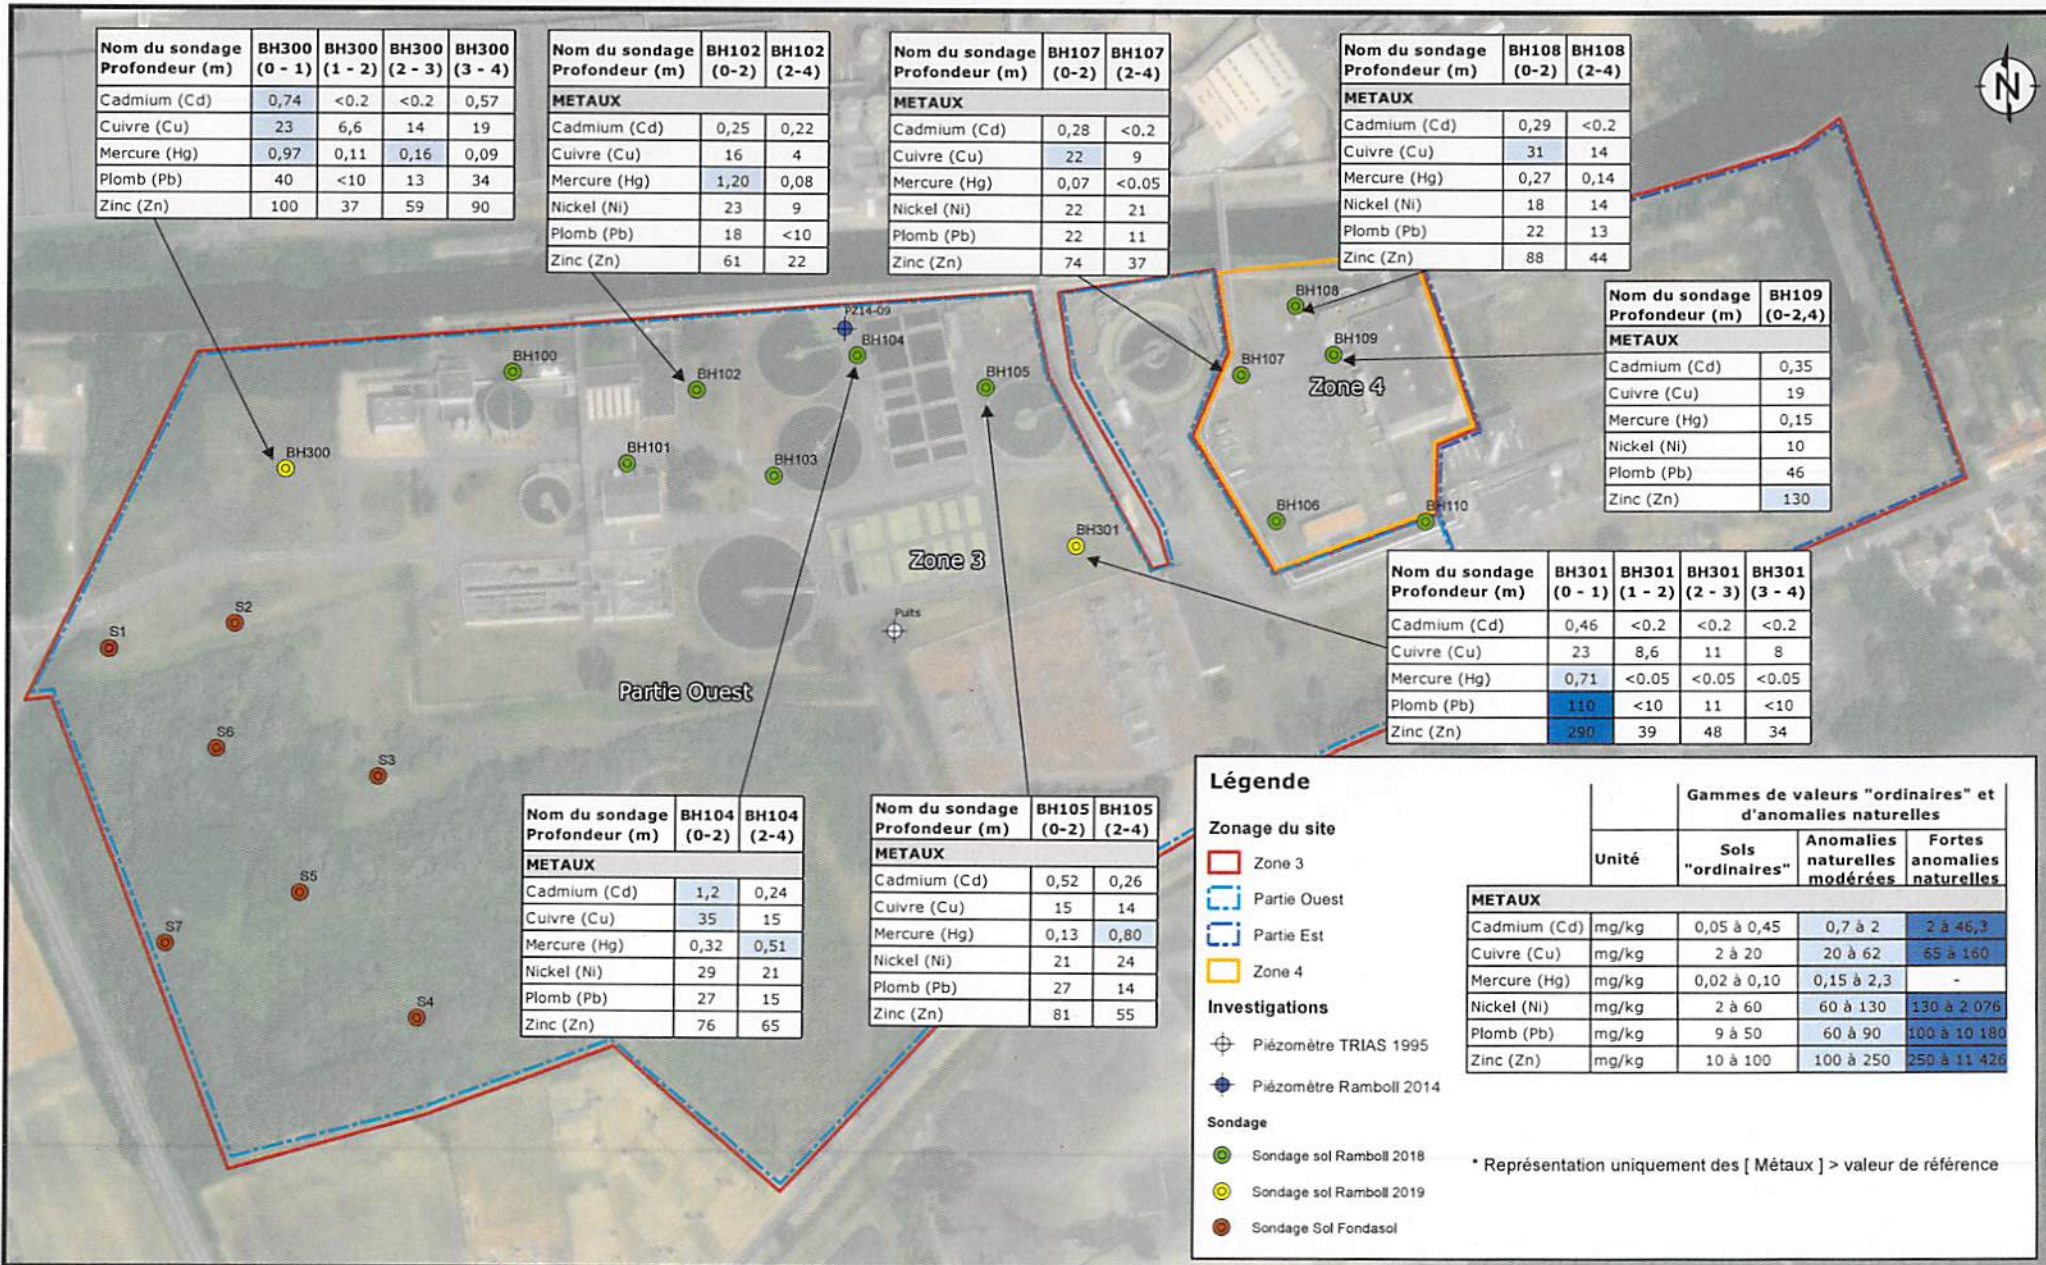 Nom du sondage BH300 BH300 BH300 BH300
Profondeur (m) (0 - 1) (1 - 2) (2 - 3) (3 - 4)
Cadmium (Cd) 0,74 <0.2 <0.2 0,57
Cuivre (Cu) 23 6,6 14 19
Mercure (Hg) 0,97 0,11 0,16 0,09
Plomb (Pb) 40 <10 13 34
Zinc (Zn) 100 37 59 90
Nom du sondage BH102 BH102
Profondeur (m) (0-2) (2-4)
METAUX
Cadmium (Cd) 0,25 0,22
Cuivre (Cu) 16 4
Mercure (Hg) 1,20 0,08
Nickel (Ni) 23 9
Plomb (Pb) 18 <10
Zinc (Zn) 61 22
Nom du sondage BH107 BH107
Profondeur (m) (0-2) (2-4)
METAUX
Cadmium (Cd) 0,28 <0.2
Cuivre (Cu) 22 9
Mercure (Hg) 0,07 <0.05
Nickel (Ni) 22 21
Plomb (Pb) 22 11
Zinc (Zn) 74 37
Nom du sondage BH108 BH108
Profondeur (m) (0-2) (2-4)
METAUX
Cadmium (Cd) 0,29 <0.2
Cuivre (Cu) 31 14
Mercure (Hg) 0,27 0,14
Nickel (Ni) 18 14
Plomb (Pb) 22 13
Zinc (Zn) 88 44
N
Nom du sondage BH109
Profondeur (m) (0-2,4)
METAUX
Cadmium (Cd) 0,35
Cuivre (Cu) 19
Mercure (Hg) 0,15
Nickel (Ni) 10
Plomb (Pb) 46
Zinc (Zn) 130
PZ14-09
BH108
BH104
BH109
BH100
BH107
BH102
BH105
Zone 4
BH300
BH101
BH103
BH106
BH110
BH301
Zone 3
S2
S1
Puits
Partie Ouest
S6
S3
S5
S7
S4
Nom du sondage BH301 BH301 BH301 BH301
Profondeur (m) (0 - 1) (1 - 2) (2 - 3) (3 - 4)
Cadmium (Cd) 0,46 <0.2 <0.2 <0.2
Cuivre (Cu) 23 8,6 11 8
Mercure (Hg) 0,71 <0.05 <0.05 <0.05
Plomb (Pb) 110 <10 11 <10
Zinc (Zn) 290 39 48 34
Nom du sondage BH104 BH104
Profondeur (m) (0-2) (2-4)
METAUX
Cadmium (Cd) 1,2 0,24
Cuivre (Cu) 35 15
Mercure (Hg) 0,32 0,51
Nickel (Ni) 29 21
Plomb (Pb) 27 15
Zinc (Zn) 76 65
Nom du sondage BH105 BH105
Profondeur (m) (0-2) (2-4)
METAUX
Cadmium (Cd) 0,52 0,26
Cuivre (Cu) 15 14
Mercure (Hg) 0,13 0,80
Nickel (Ni) 21 24
Plomb (Pb) 27 14
Zinc (Zn) 81 55
Légende
Zonage du site
Zone 3
Partie Ouest
Partie Est
Zone 4
Investigations
Piézomètre TRIAS 1995
Piézomètre Ramboll 2014
Sondage
Sondage sol Ramboll 2018
Sondage sol Ramboll 2019
Sondage Sol Fondasol
Gammes de valeurs "ordinaires" et
d'anomalies naturelles
Unité Sols "ordinaires" Anomalies naturelles modérées Fortes anomalies naturelles
METAUX
Cadmium (Cd) mg/kg 0,05 à 0,45 0,7 à 2 2 à 46,3
Cuivre (Cu) mg/kg 2 à 20 20 à 62 65 à 160
Mercure (Hg) mg/kg 0,02 à 0,10 0,15 à 2,3 -
Nickel (Ni) mg/kg 2 à 60 60 à 130 130 à 2 076
Plomb (Pb) mg/kg 9 à 50 60 à 90 100 à 10 180
Zinc (Zn) mg/kg 10 à 100 100 à 250 250 à 11 426
* Représentation uniquement des [ Métaux ] > valeur de référence